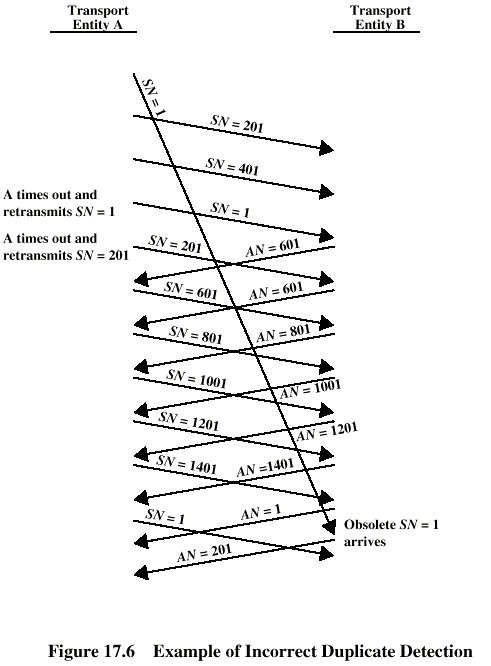 Transport
Entity A
Transport
Entity B
SN = 1
SN = 201
SN = 401
A times out and
retransmits SN = 1
SN = 1
A times out and
retransmits SN = 201
SN = 201
AN = 601
SN = 601
AN = 601
SN = 801
AN = 801
SN = 1001
AN = 1001
SN = 1201
AN = 1201
SN = 1401
AN =1401
SN = 1
AN = 1
Obsolete SN = 1
arrives
AN = 201
Figure 17.6 Example of Incorrect Duplicate Detection